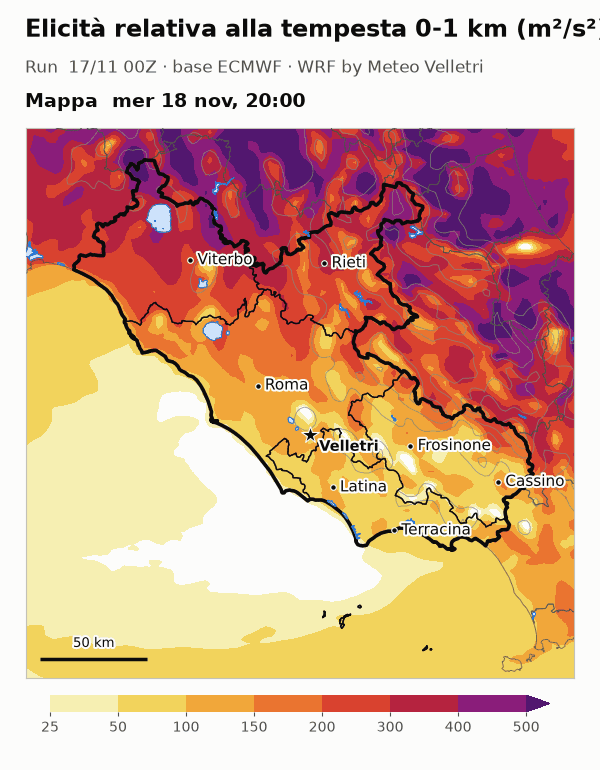 Elicità relativa alla tempesta 0-1 km (m²/s²)
Run 17/11 00Z · base ECMWF · WRF by Meteo Velletri
Mappa mer 18 nov, 20:00
Viterbo
Rieti
Roma
Velletri
Frosinone
Cassino
Latina
Terracina
50 km
25 50 100 150 200 300 400 500